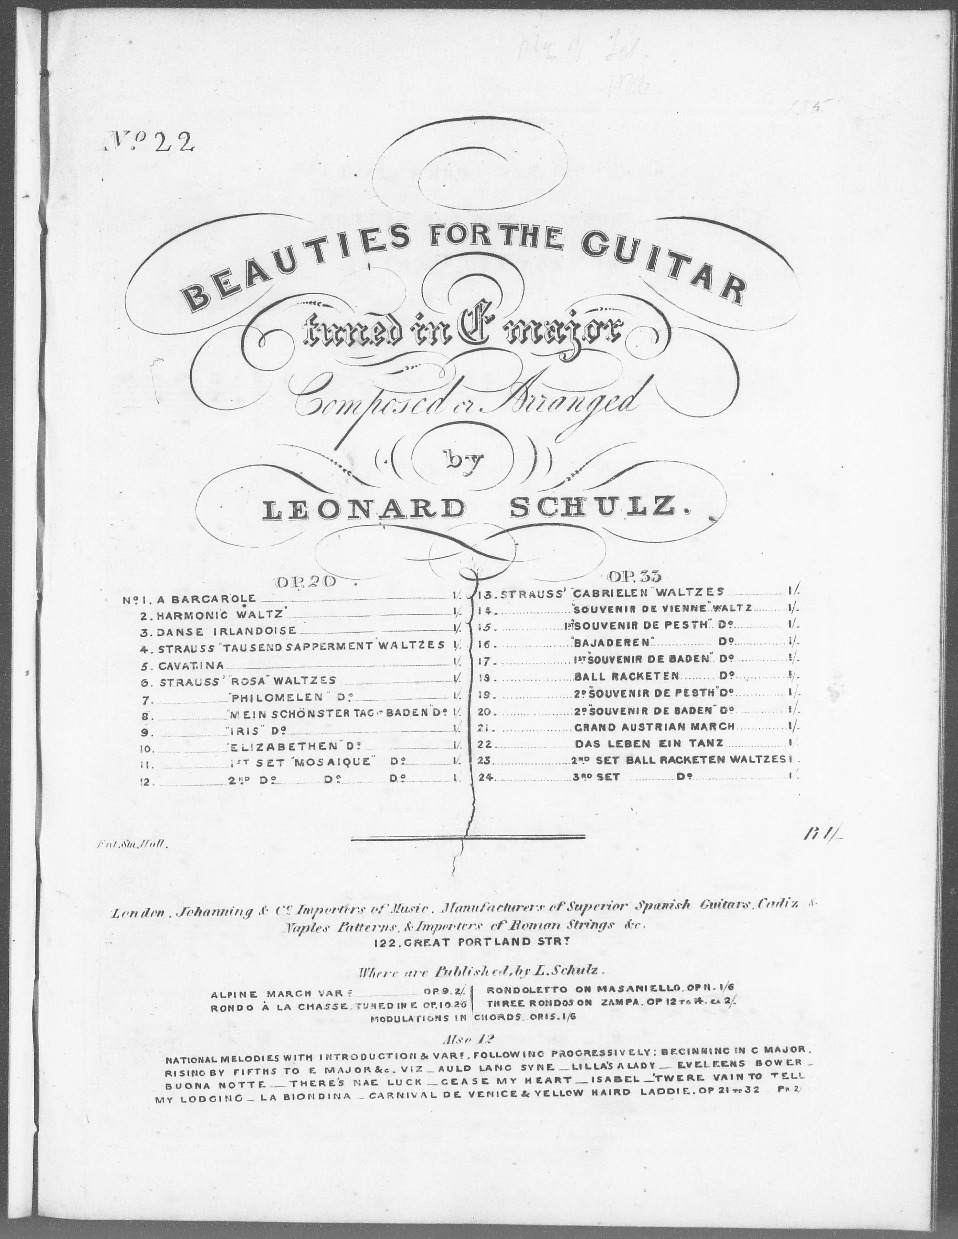 No. 22
BEAUTIES FOR THE GUITAR
tuned in E major
Composed or Arranged
by
LEONARD SCHULZ.
OP. 20
No. 1. A BARCAROLE 1/.
2. HARMONIC WALTZ 1/.
3. DANSE IRLANDOISE 1/.
4. STRAUSS "TAUSENDSAPPERMENT" WALTZES 1/.
5. CAVATINA 1/.
6. STRAUSS' "ROSA" WALTZES 1/.
7. "PHILOMELEN" Do. 1/.
8. "MEIN SCHÖNSTER TAG - BADEN" Do. 1/.
9. "IRIS" Do. 1/.
10. "ELIZABETHEN" Do. 1/.
11. 1ST SET "MOSAIQUE" Do. 1/.
12. 2ND Do. Do. Do. 1
OP. 33
13. STRAUSS' "GABRIELEN" WALTZES 1/.
14. "SOUVENIR DE VIENNE" WALTZ 1/.
15. 1ST "SOUVENIR DE PESTH" Do. 1/.
16. "BAJADEREN" Do. 1/.
17. 1ST "SOUVENIR DE BADEN" Do. 1/.
18. BALL RACKETEN Do. 1/.
19. 2D "SOUVENIR DE PESTH" Do. 1/.
20. 2D "SOUVENIR DE BADEN" Do. 1/.
21. GRAND AUSTRIAN MARCH 1/.
22 DAS LEBEN EIN TANZ 1
23. 2ND SET BALL RACKETEN WALTZES 1.
24. 3RD SET Do. 1/
Ent. Sta. Hall.
Pr. 1/-
London, Johanning & Co. Importers of Music, Manufacturers of Superior Spanish Guitars, Cadiz &
Naples Patterns, & Importers of Roman Strings &c.
122, GREAT PORTLAND STRT
Where are Published, by L. Schulz.
ALPINE MARCH VARS OP. 9. 2/
RONDO À LA CHASSE, TUNED IN E OP. 10. 2/6
RONDOLETTO ON MASANIELLO, OP. 11. 1/6
THREE RONDOS ON ZAMPA. OP 12 TO 14. EA 2/.
MODULATIONS IN CHORDS. OP. 15. 1/6
Also 12
NATIONAL MELODIES WITH INTRODUCTION & VARS. FOLLOWING PROGRESSIVELY; BEGINNING IN C MAJOR.
RISING BY FIFTHS TO E MAJOR &c. VIZ _ AULD LANG SYNE _ LILLA'S A LADY _ EVELEENS BOWER _
BUONA NOTTE _ THERE'S NAE LUCK _ CEASE MY HEART _ ISABEL _ 'TWERE VAIN TO TELL
MY LODGING _ LA BIONDINA _ CARNIVAL DE VENICE & YELLOW HAIRD LADDIE. OP 21 TO 32 PR 2/